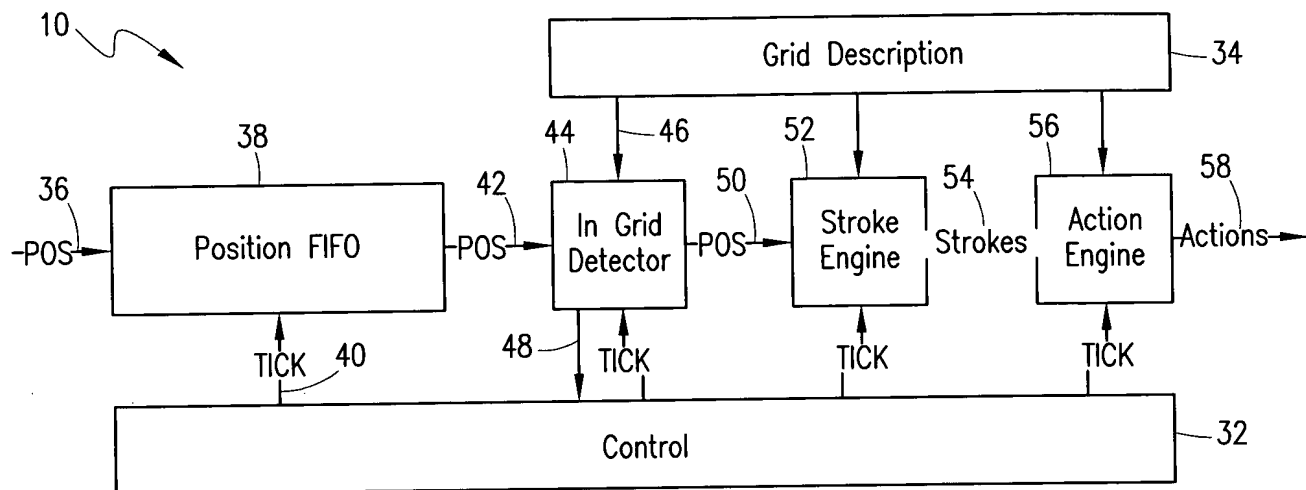 10
Grid Description
34
38
44
46
52
56
36
42
50
54
58
-POS
Position FIFO
-POS
In Grid
Detector
-POS
Stroke
Engine
Strokes
Action
Engine
Actions
TICK
40
48
TICK
TICK
TICK
Control
32